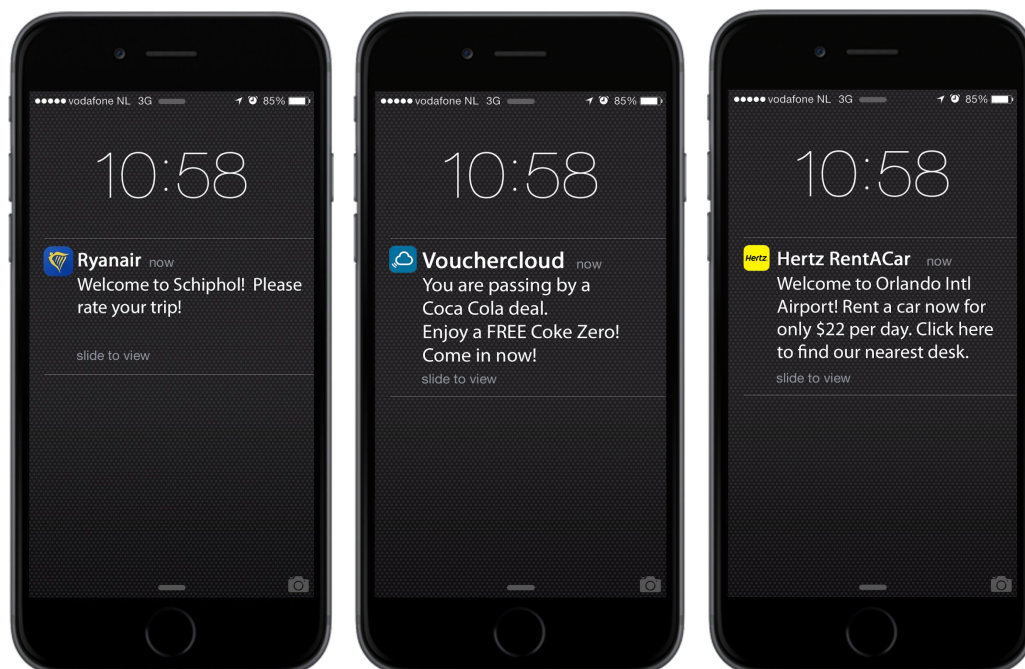 vodafone NL 3G 85%
10:58
Ryanair now
Welcome to Schiphol! Please
rate your trip!
slide to view
vodafone NL 3G 85%
10:58
Vouchercloud now
You are passing by a
Coca Cola deal.
Enjoy a FREE Coke Zero!
Come in now!
slide to view
vodafone NL 3G 85%
10:58
Hertz
Hertz RentACar now
Welcome to Orlando Intl
Airport! Rent a car now for
only $22 per day. Click here
to find our nearest desk.
slide to view